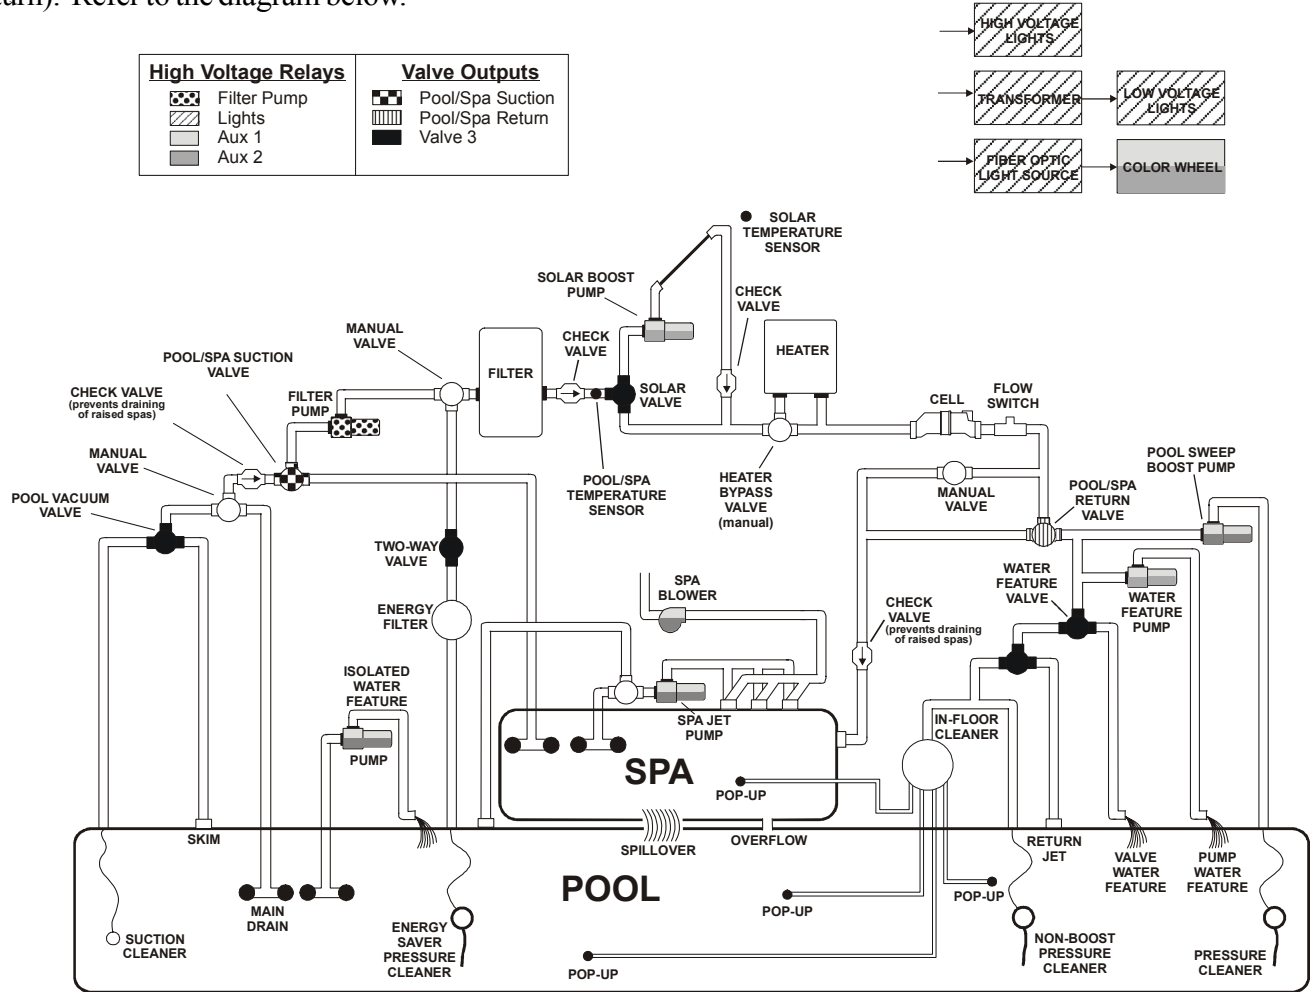 turn). Refer to the diagram below.
HIGH VOLTAGE
LIGHTS
TRANSFORMER
LOW VOLTAGE
LIGHTS
FIBER OPTIC
LIGHT SOURCE
COLOR WHEEL
High Voltage Relays
Filter Pump
Lights
Aux 1
Aux 2
Valve Outputs
Pool/Spa Suction
Pool/Spa Return
Valve 3
SOLAR
TEMPERATURE
SENSOR
SOLAR BOOST
PUMP
CHECK
VALVE
MANUAL
VALVE
FILTER
CHECK
VALVE
HEATER
POOL/SPA SUCTION
VALVE
CHECK VALVE
(prevents draining
of raised spas)
FILTER
PUMP
SOLAR
VALVE
CELL
FLOW
SWITCH
MANUAL
VALVE
POOL VACUUM
VALVE
POOL/SPA
TEMPERATURE
SENSOR
HEATER
BYPASS
VALVE
(manual)
MANUAL
VALVE
POOL/SPA
RETURN
VALVE
POOL SWEEP
BOOST PUMP
TWO-WAY
VALVE
ENERGY
FILTER
SPA
BLOWER
CHECK
VALVE
(prevents draining
of raised spas)
WATER
FEATURE
VALVE
WATER
FEATURE
PUMP
ISOLATED
WATER
FEATURE
PUMP
SPA JET
PUMP
IN-FLOOR
CLEANER
SPA
POP-UP
SKIM
SPILLOVER
OVERFLOW
RETURN
JET
VALVE
WATER
FEATURE
PUMP
WATER
FEATURE
POOL
MAIN
DRAIN
POP-UP
POP-UP
SUCTION
CLEANER
ENERGY
SAVER
PRESSURE
CLEANER
POP-UP
NON-BOOST
PRESSURE
CLEANER
PRESSURE
CLEANER